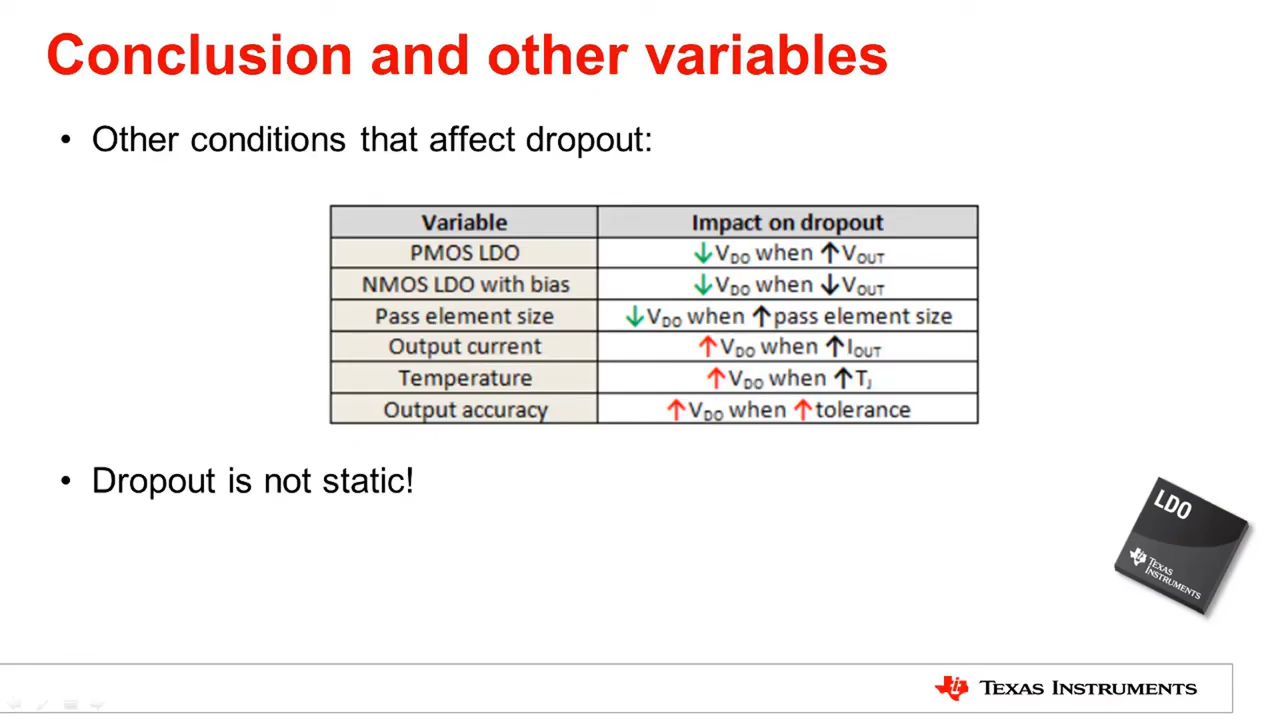 Conclusion and other variables
• Other conditions that affect dropout:
Variable Impact on dropout
PMOS LDO ↓VDO when ↑VOUT
NMOS LDO with bias ↓VDO when ↓VOUT
Pass element size ↓VDO when ↑pass element size
Output current ↑VDO when ↑IOUT
Temperature ↑VDO when ↑TJ
Output accuracy ↑VDO when ↑tolerance
• Dropout is not static!
LDO
TEXAS
INSTRUMENTS
TEXAS INSTRUMENTS